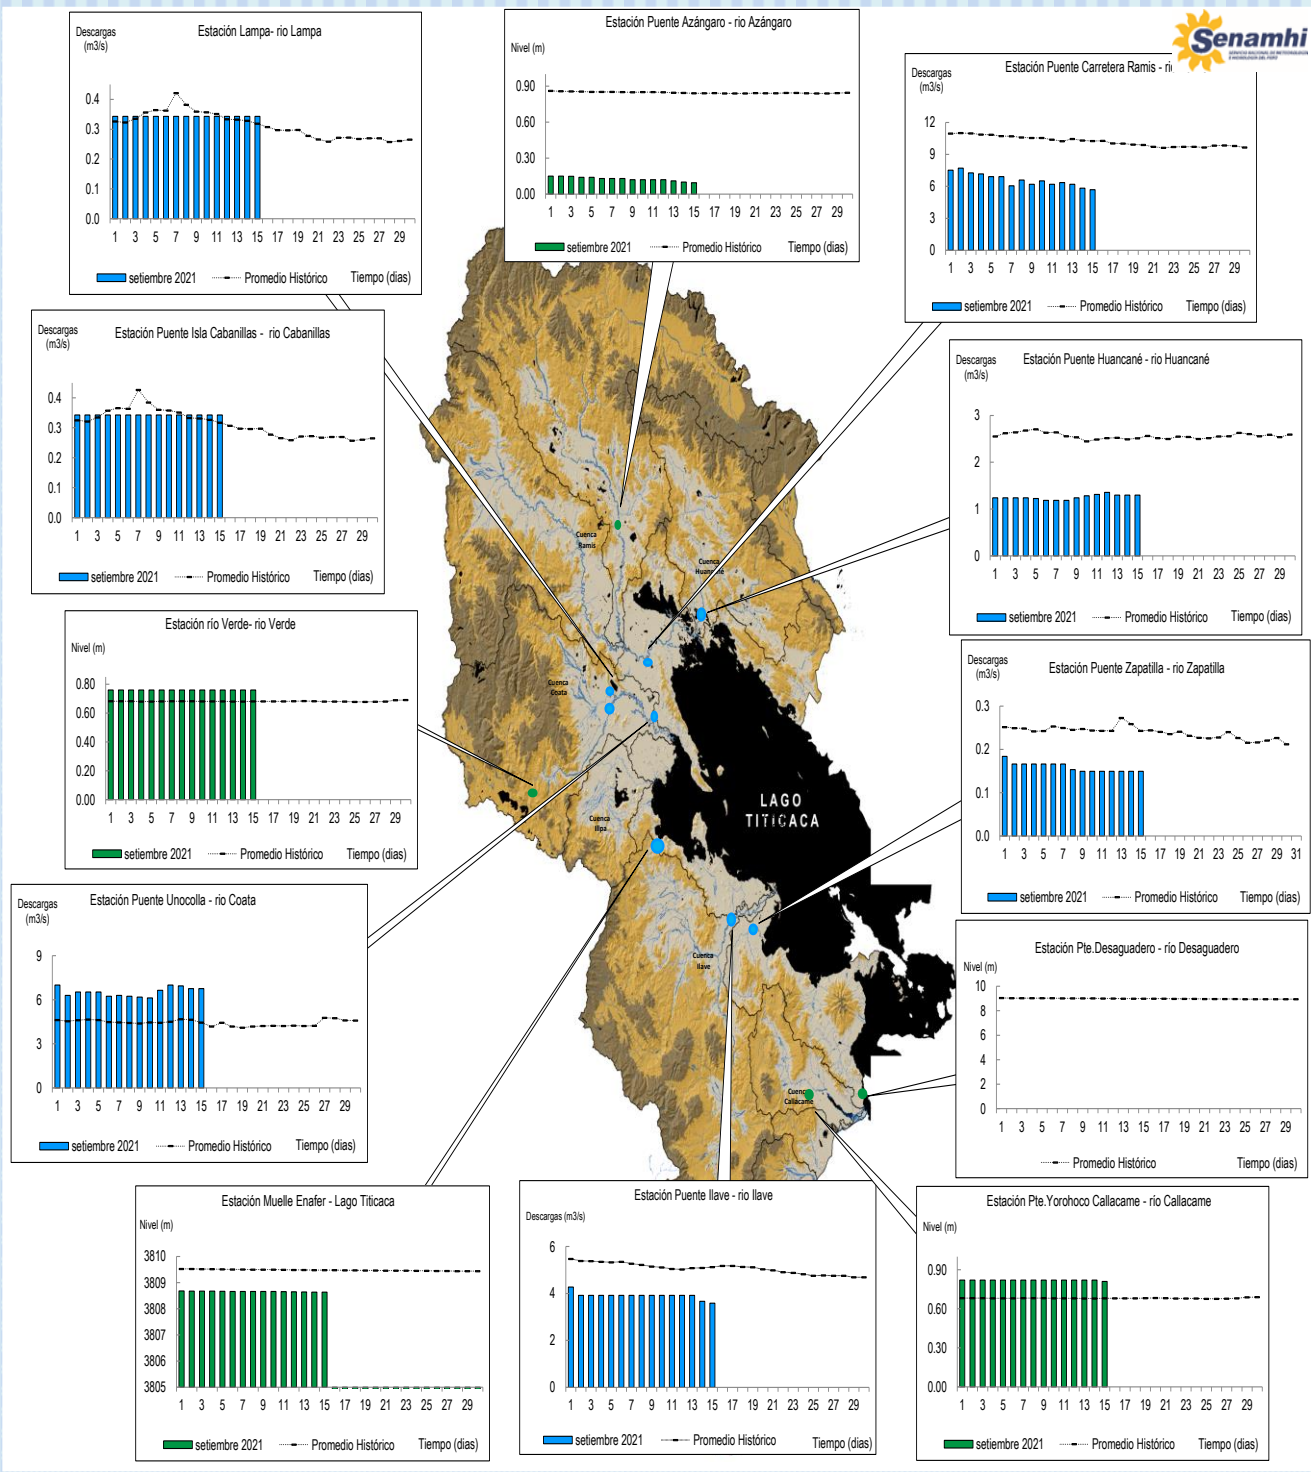 Senamhi
Estación Lampa- rio Lampa
Descargas
(m3/s)
0.4
0.3
0.2
0.1
0.0
1 3 5 7 9 11 13 15 17 19 21 23 25 27 29
setiembre 2021 Promedio Histórico Tiempo (dias)
Estación Puente Azángaro - rio Azángaro
Nivel (m)
0.90
0.60
0.30
0.00
1 3 5 7 9 11 13 15 17 19 21 23 25 27 29
setiembre 2021 Promedio Histórico Tiempo (dias)
Estación Puente Carretera Ramis -
Descargas
(m3/s)
12
9
6
3
0
1 3 5 7 9 11 13 15 17 19 21 23 25 27 29
setiembre 2021 Promedio Histórico Tiempo (dias)
Estación Puente Isla Cabanillas - rio Cabanillas
Descargas
(m3/s)
0.4
0.3
0.2
0.1
0.0
1 3 5 7 9 11 13 15 17 19 21 23 25 27 29
setiembre 2021 Promedio Histórico Tiempo (dias)
Estación Puente Huancané - rio Huancané
Descargas
(m3/s)
3
2
1
0
1 3 5 7 9 11 13 15 17 19 21 23 25 27 29
setiembre 2021 Promedio Histórico Tiempo (dias)
Estación río Verde- rio Verde
Nivel (m)
0.80
0.60
0.40
0.20
0.00
1 3 5 7 9 11 13 15 17 19 21 23 25 27 29
setiembre 2021 Promedio Histórico Tiempo (dias)
Estación Puente Zapatilla - rio Zapatilla
Descargas
(m3/s)
0.3
0.2
0.1
0.0
1 3 5 7 9 11 13 15 17 19 21 23 25 27 29 31
setiembre 2021 Promedio Histórico Tiempo (dias)
Estación Puente Unocolla - rio Coata
Descargas
(m3/s)
9
6
3
0
1 3 5 7 9 11 13 15 17 19 21 23 25 27 29
setiembre 2021 Promedio Histórico Tiempo (dias)
Estación Pte.Desaguadero - río Desaguadero
Nivel (m)
10
8
6
4
2
0
1 3 5 7 9 11 13 15 17 19 21 23 25 27 29
Promedio Histórico Tiempo (dias)
Estación Muelle Enafer - Lago Titicaca
Nivel (m)
3810
3809
3808
3807
3806
3805
1 3 5 7 9 11 13 15 17 19 21 23 25 27 29
setiembre 2021 Promedio Histórico Tiempo (dias)
Estación Puente Ilave - rio Ilave
Descargas (m3/s)
6
4
2
0
1 3 5 7 9 11 13 15 17 19 21 23 25 27 29
setiembre 2021 Promedio Histórico Tiempo (dias)
Estación Pte.Yorohoco Callacame - río Callacame
Nivel (m)
0.90
0.60
0.30
0.00
1 3 5 7 9 11 13 15 17 19 21 23 25 27 29
setiembre 2021 Promedio Histórico Tiempo (dias)
Cuenca
Ramis
Cuenca
Cuenca
Coata
LAGO
TITICACA
Cuenca
Illpa
Cuenca
Ilave
Callacame